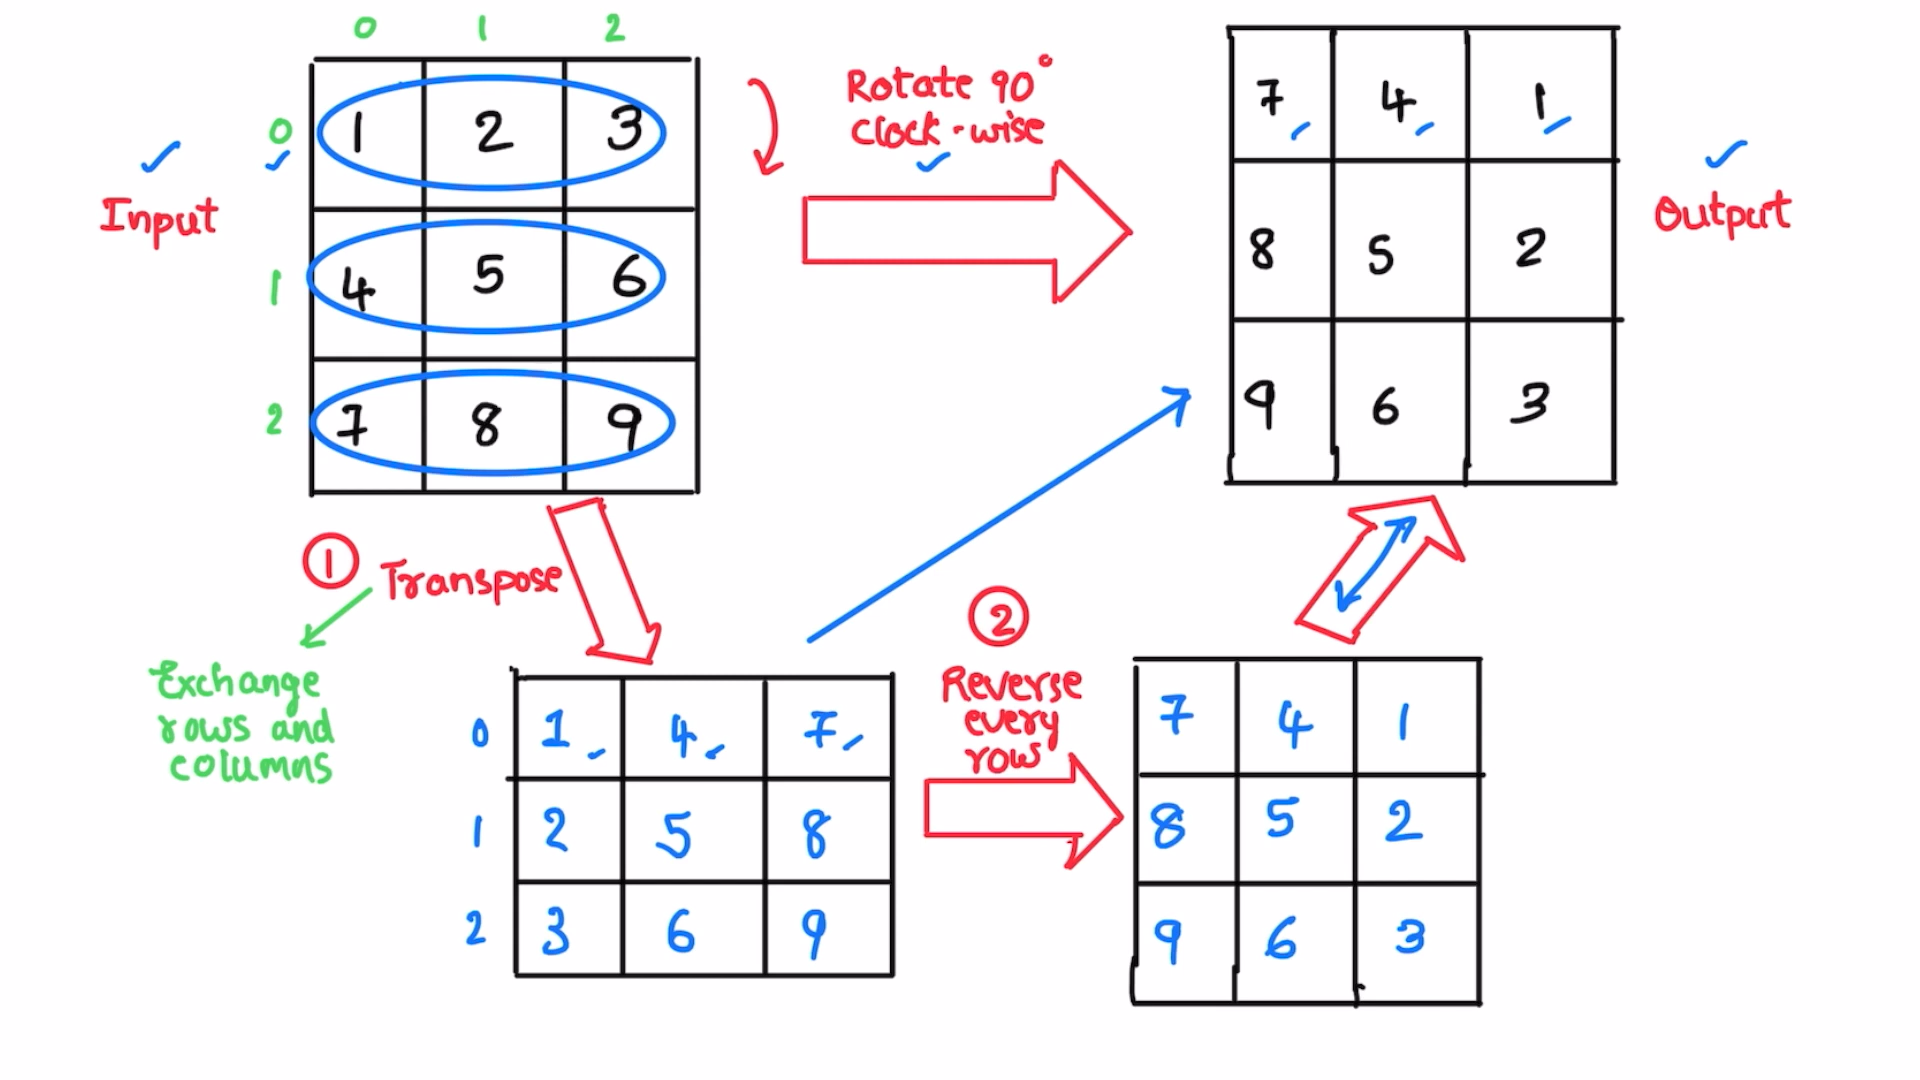 0 1 2
0 1 2 3
1 4 5 6
2 7 8 9
Input
Rotate 90°
Clock-wise
7 4 1
8 5 2
9 6 3
Output
① Transpose
Exchange
rows and
columns
0 1 4 7
1 2 5 8
2 3 6 9
②
Reverse
every
row
7 4 1
8 5 2
9 6 3